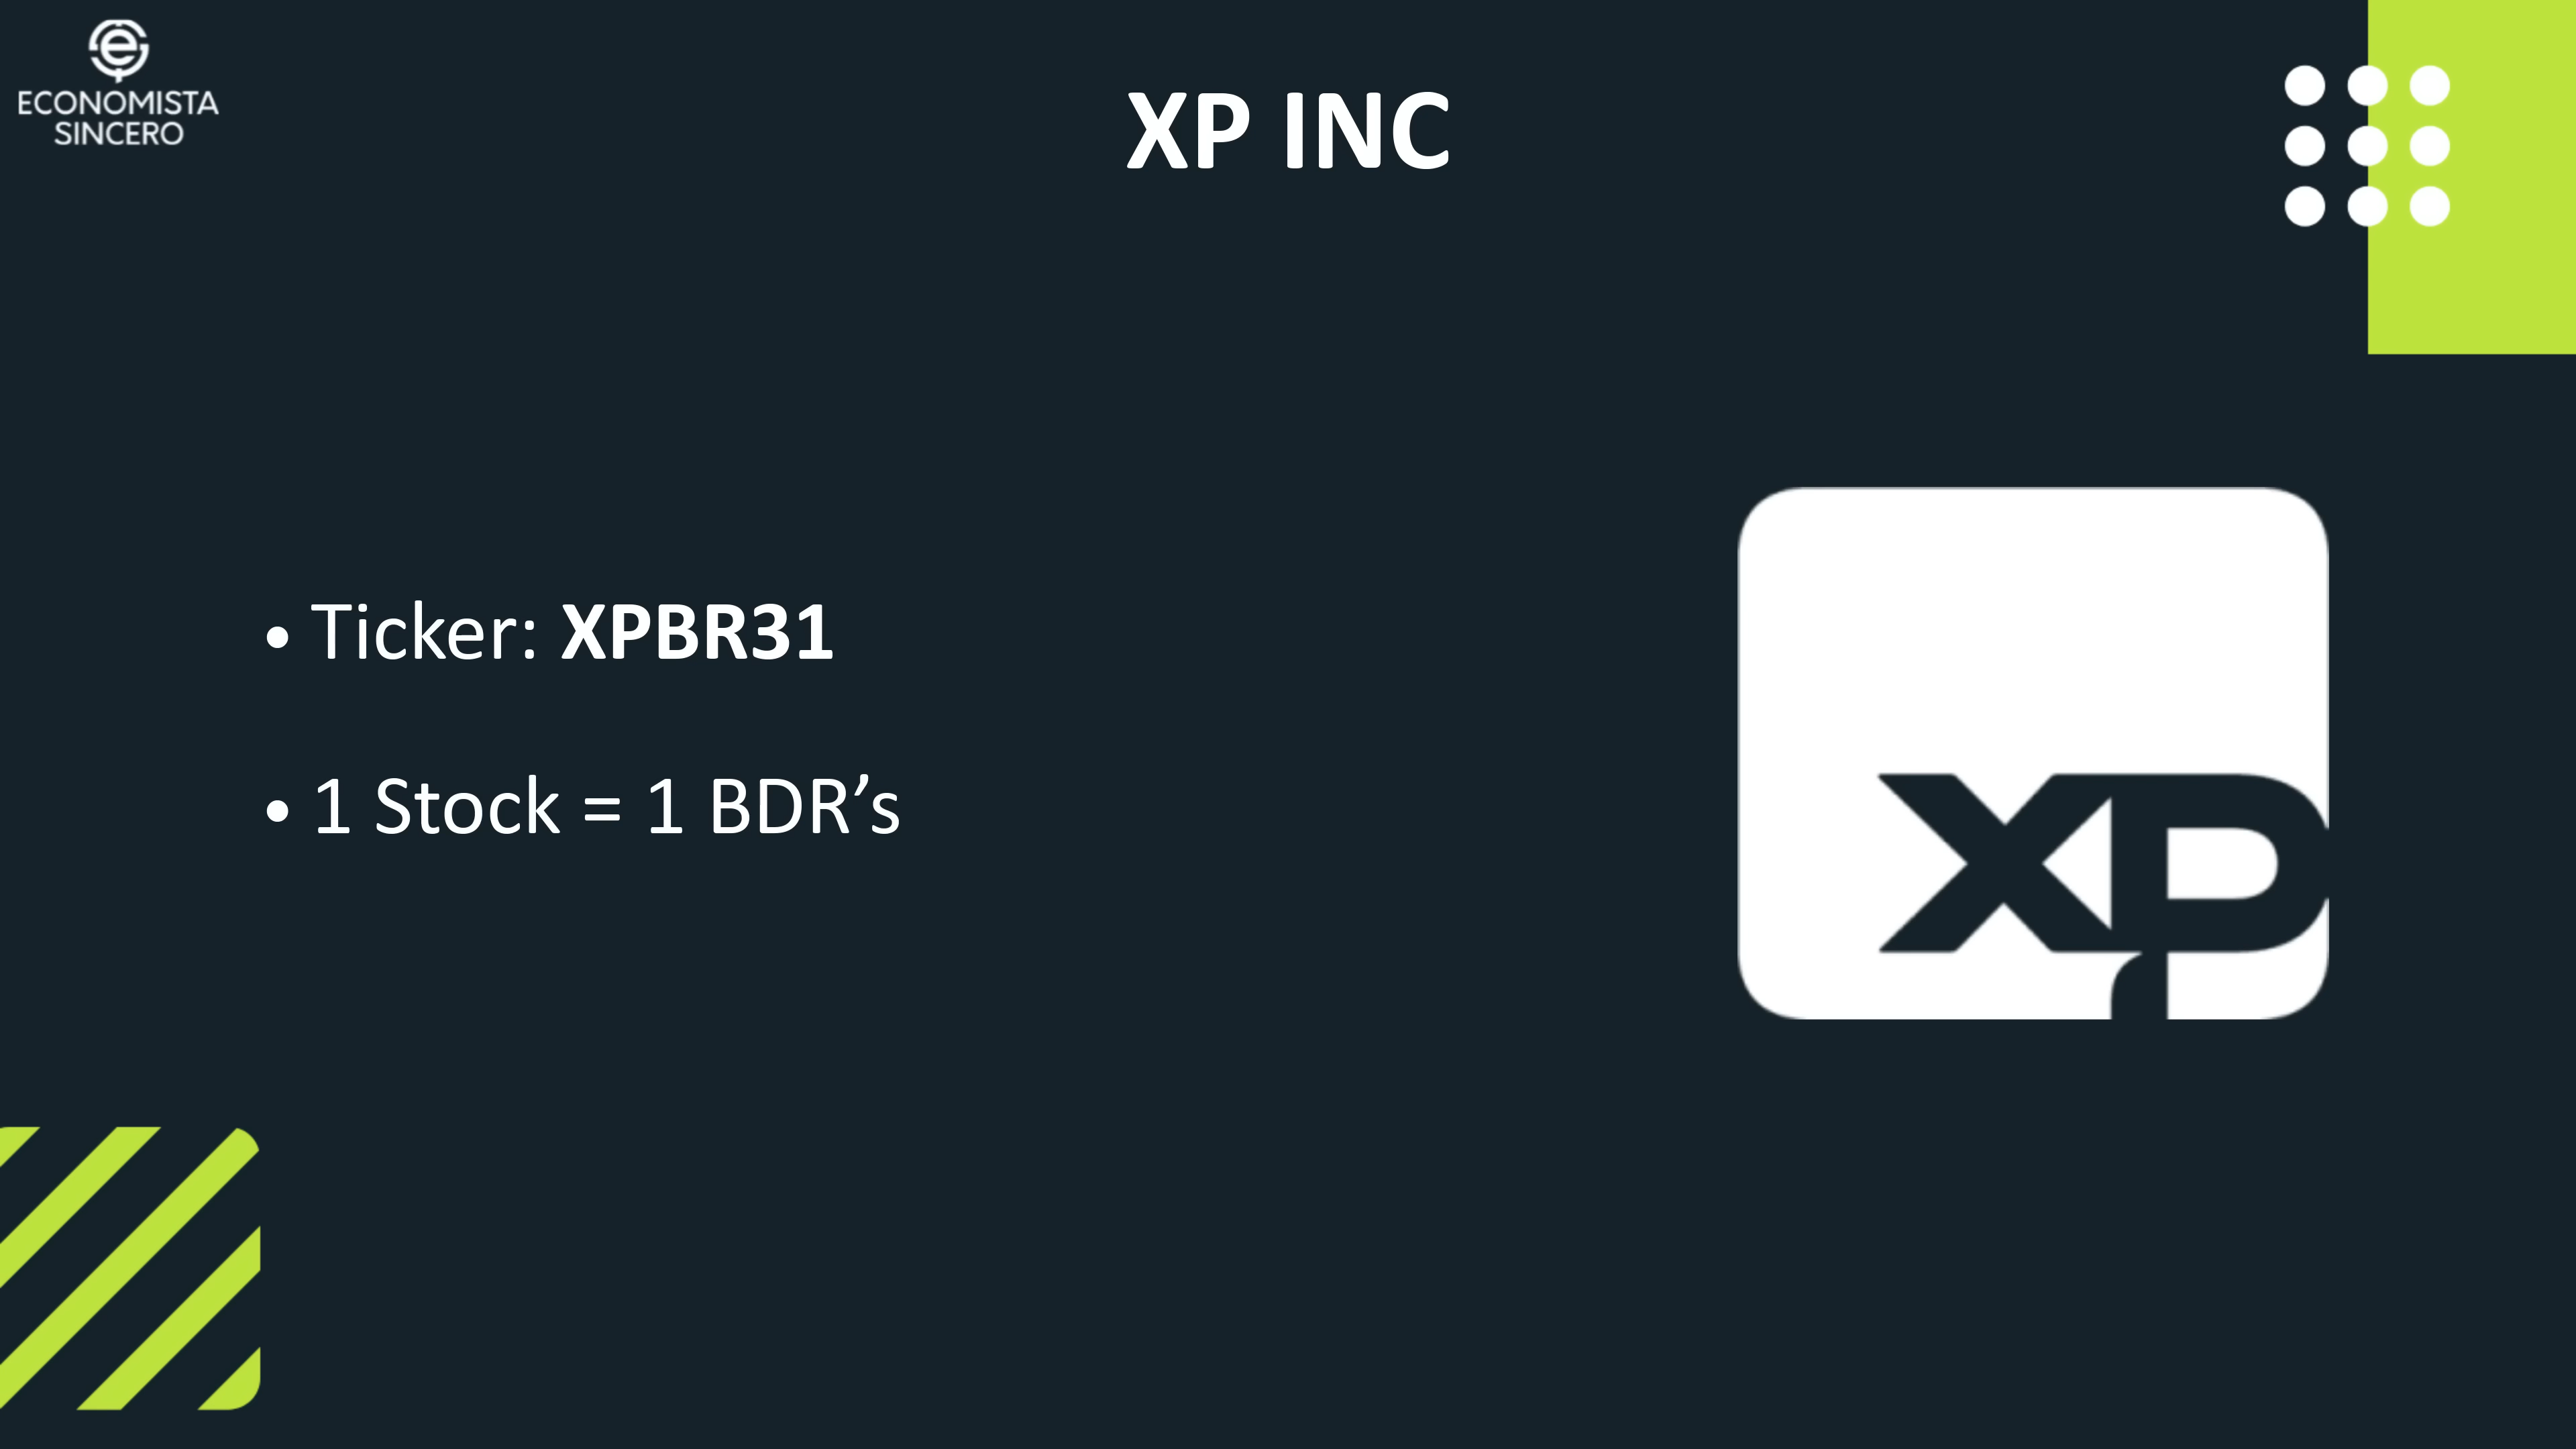 ECONOMISTA
SINCERO
XP INC
• Ticker: XPBR31
• 1 Stock = 1 BDR’s
XP